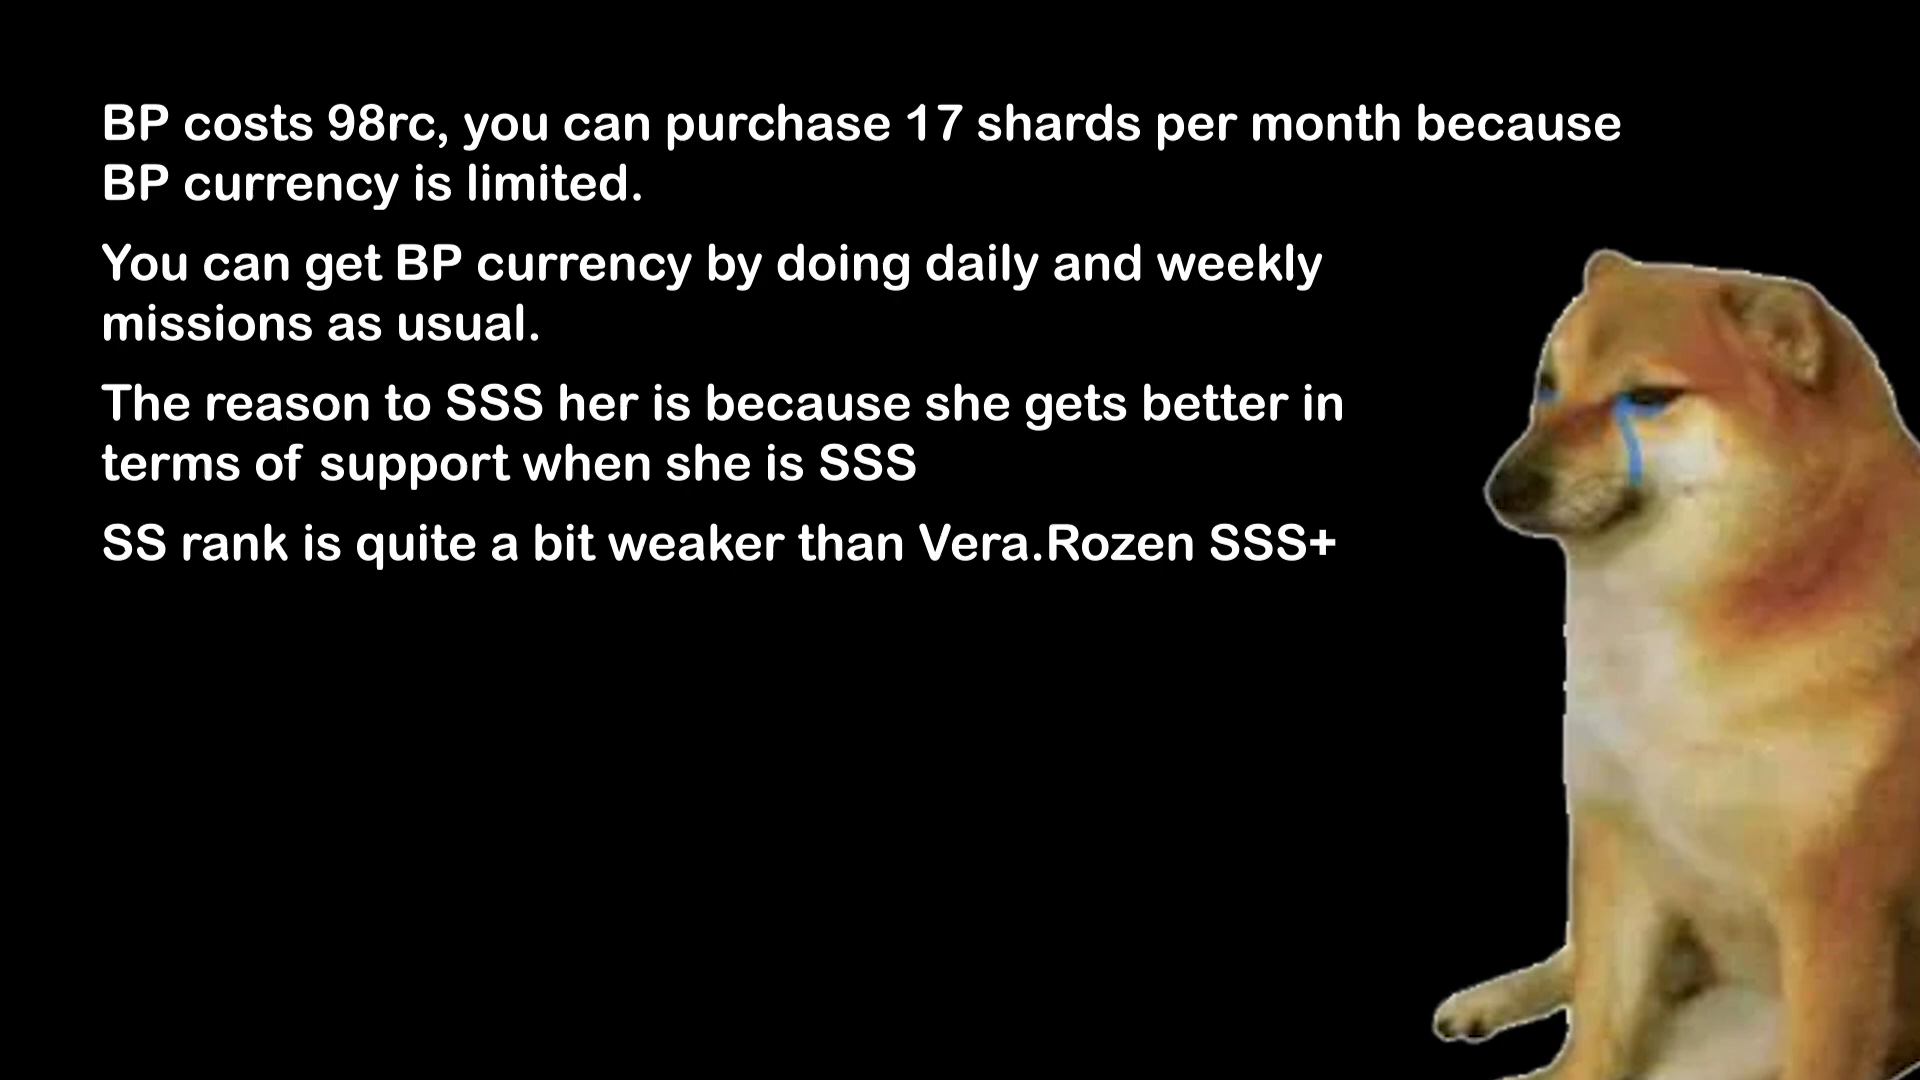 BP costs 98rc, you can purchase 17 shards per month because
BP currency is limited.
You can get BP currency by doing daily and weekly
missions as usual.
The reason to SSS her is because she gets better in
terms of support when she is SSS
SS rank is quite a bit weaker than Vera.Rozen SSS+